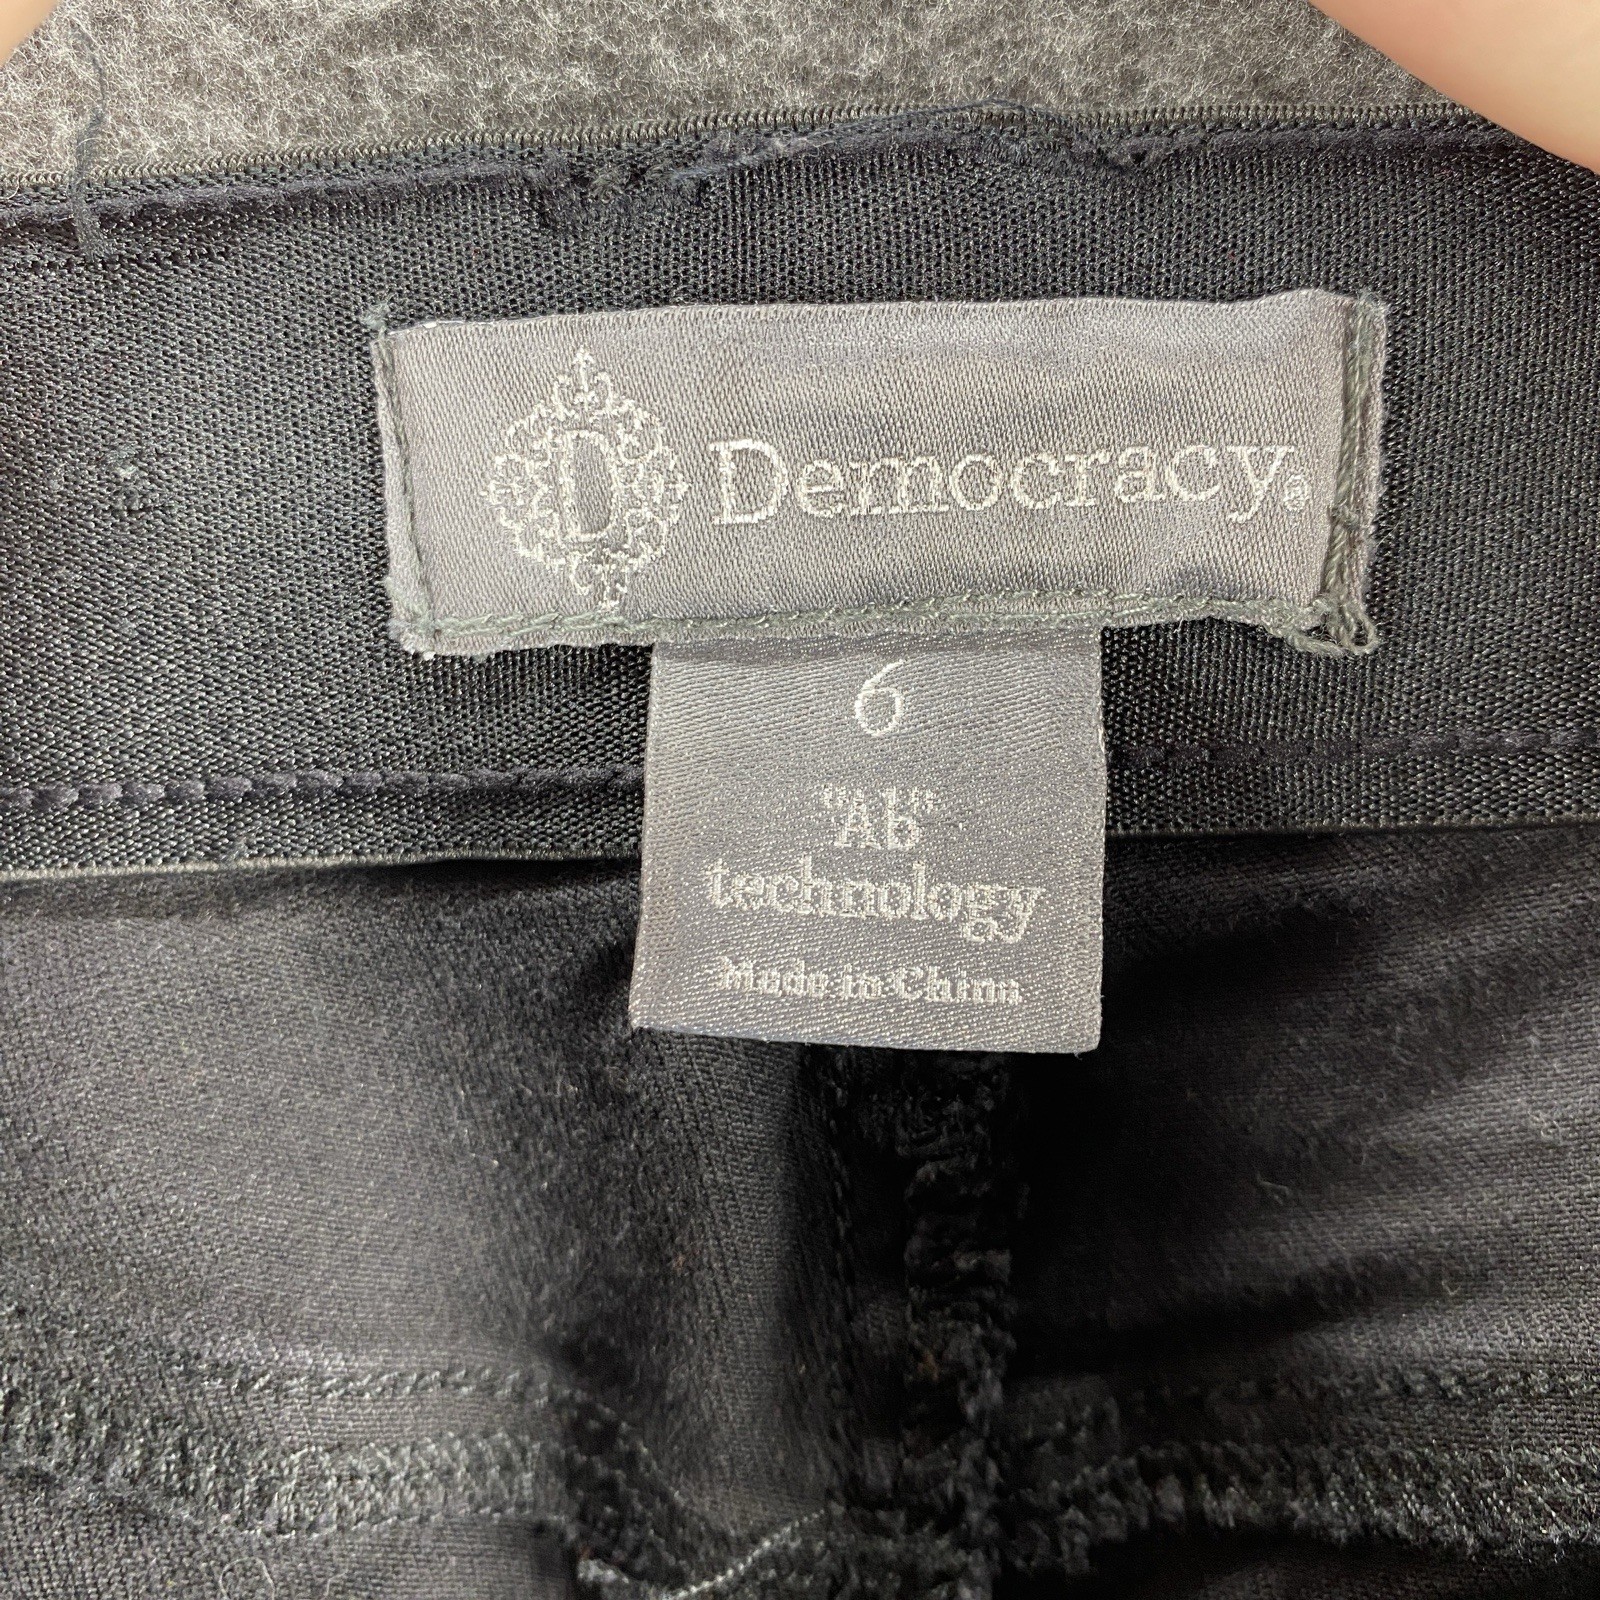 D Democracy®
6
"Ab"
technology
Made in China